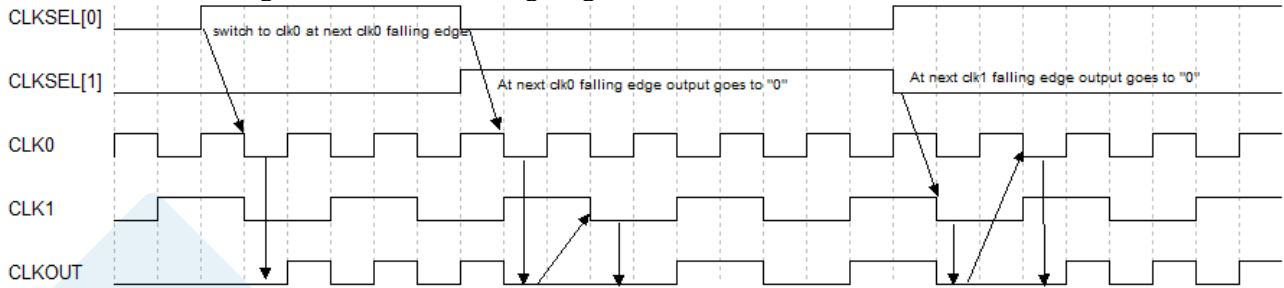 CLKSEL[0]
switch to clk0 at next clk0 falling edge
CLKSEL[1]
At next clk0 falling edge output goes to "0"
At next clk1 falling edge output goes to "0"
CLK0
CLK1
CLKOUT